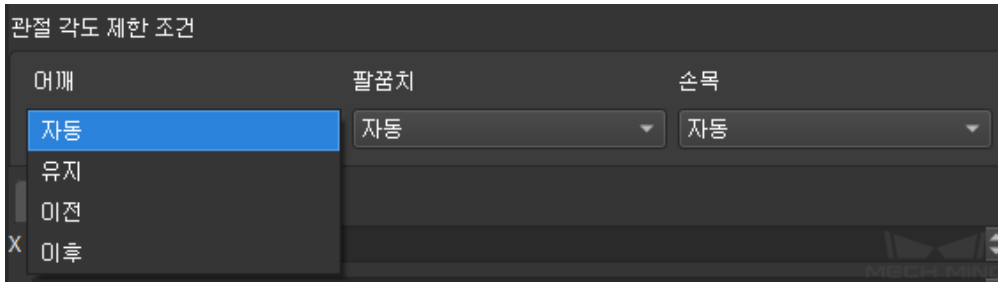 관절 각도 제한 조건
어깨 팔꿈치 손목
자동 자동 자동
유지
이전
X 이후
MECH MIND